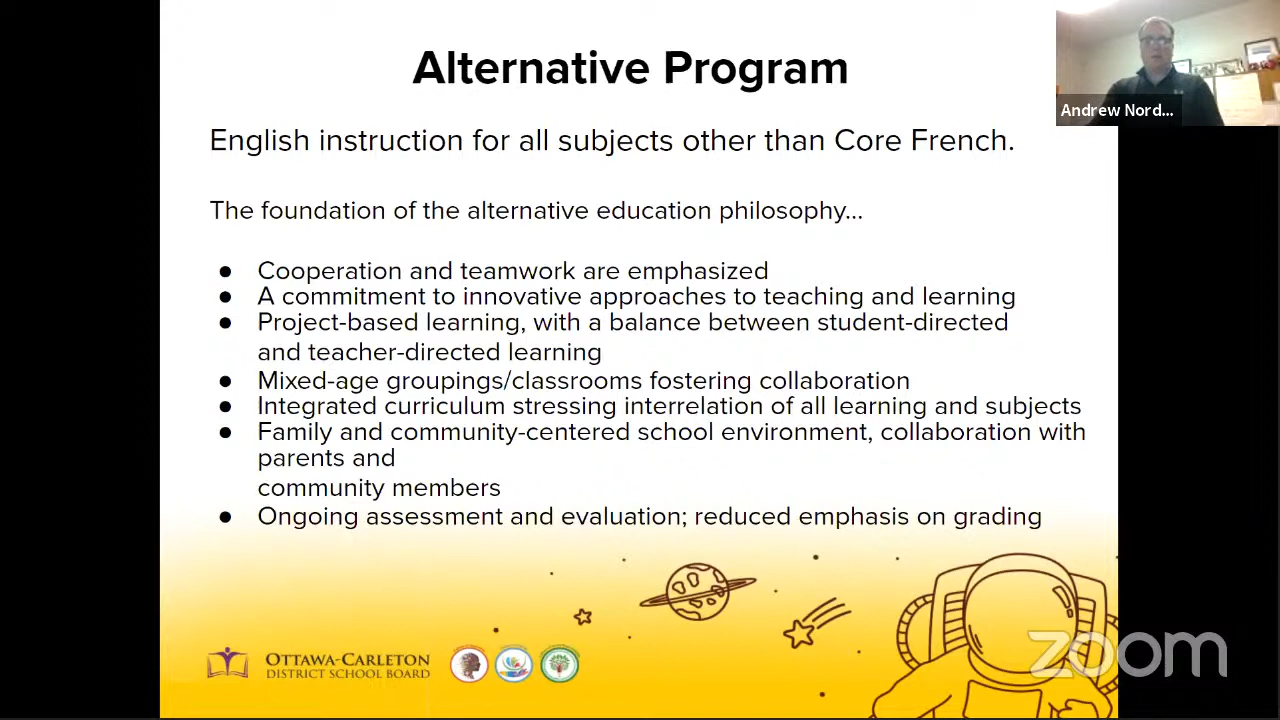 Alternative Program
Andrew Nord...
English instruction for all subjects other than Core French.
The foundation of the alternative education philosophy...
● Cooperation and teamwork are emphasized
● A commitment to innovative approaches to teaching and learning
● Project-based learning, with a balance between student-directed
and teacher-directed learning
● Mixed-age groupings/classrooms fostering collaboration
● Integrated curriculum stressing interrelation of all learning and subjects
● Family and community-centered school environment, collaboration with
parents and
community members
● Ongoing assessment and evaluation; reduced emphasis on grading
OTTAWA-CARLETON
DISTRICT SCHOOL BOARD
zoom